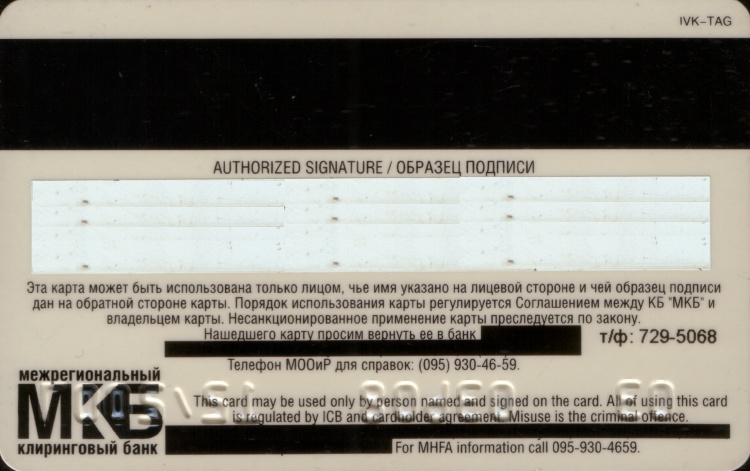 IVK-TAG
AUTHORIZED SIGNATURE / ОБРАЗЕЦ ПОДПИСИ
Эта карта может быть использована только лицом, чье имя указано на лицевой стороне и чей образец подписи
дан на обратной стороне карты. Порядок использования карты регулируется Соглашением между КБ "МКБ" и
владельцем карты. Несанкционированное применение карты преследуется по закону.
Нашедшего карту просим вернуть ее в банк
т/ф: 729-5068
Телефон МООиР для справок: (095) 930-46-59.
межрегиональный
МКБ
клиринговый банк
This card may be used only by person named and signed on the card. All of using this card
is regulated by ICB and cardholder agreement. Misuse is the criminal offence.
For MHFA information call 095-930-4659.